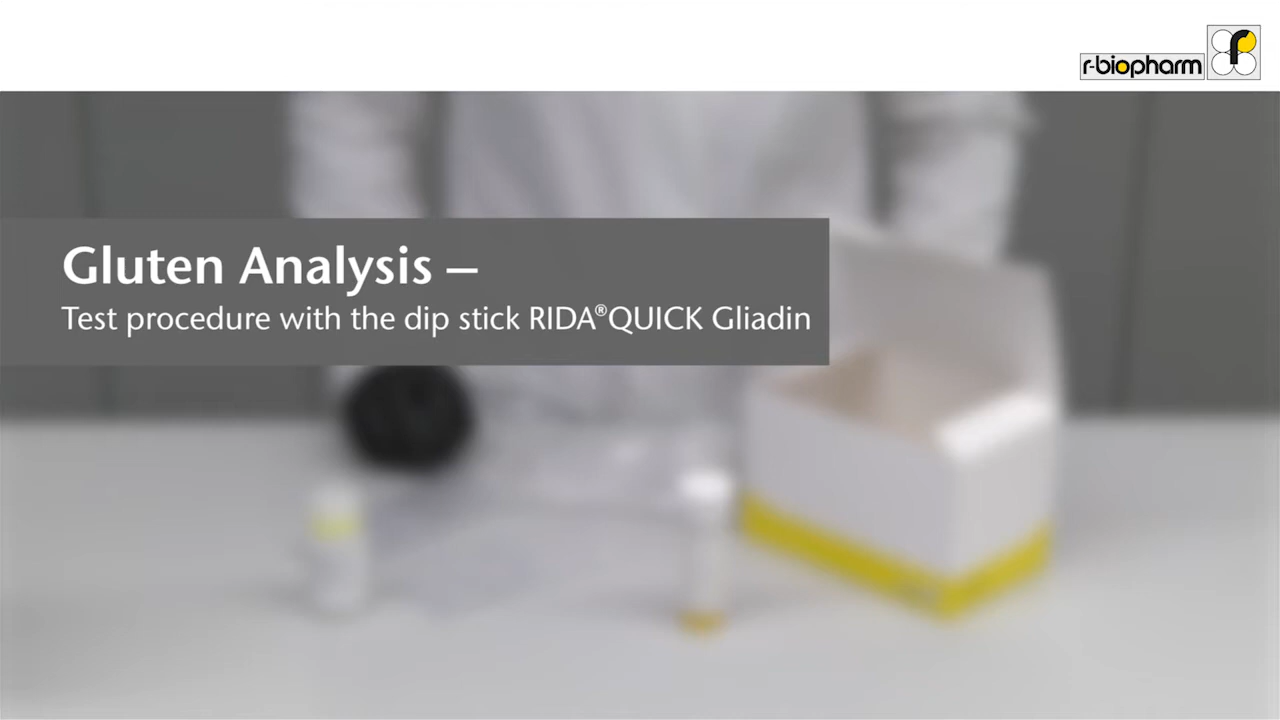 r-biopharm
Gluten Analysis –
Test procedure with the dip stick RIDA®QUICK Gliadin